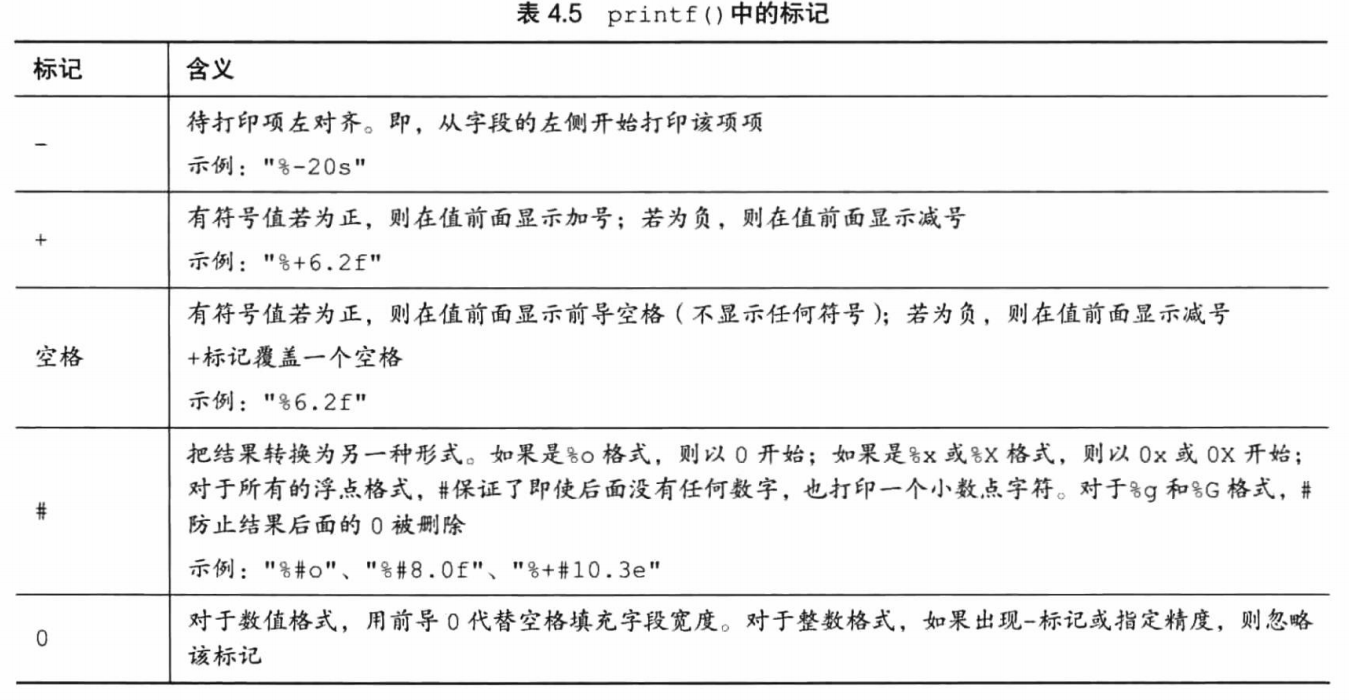 表 4.5 printf()中的标记
标记 含义
- 待打印项左对齐。即，从字段的左侧开始打印该项项
示例："%-20s"
+ 有符号值若为正，则在值前面显示加号；若为负，则在值前面显示减号
示例："%+6.2f"
空格 有符号值若为正，则在值前面显示前导空格（不显示任何符号）；若为负，则在值前面显示减号
+标记覆盖一个空格
示例："%6.2f"
# 把结果转换为另一种形式。如果是%o 格式，则以 0 开始；如果是%x 或%X 格式，则以 0x 或 0X 开始；
对于所有的浮点格式，#保证了即使后面没有任何数字，也打印一个小数点字符。对于%g 和%G 格式，#
防止结果后面的 0 被删除
示例："%#o"、"%#8.0f"、"%+#10.3e"
0 对于数值格式，用前导 0 代替空格填充字段宽度。对于整数格式，如果出现-标记或指定精度，则忽略
该标记